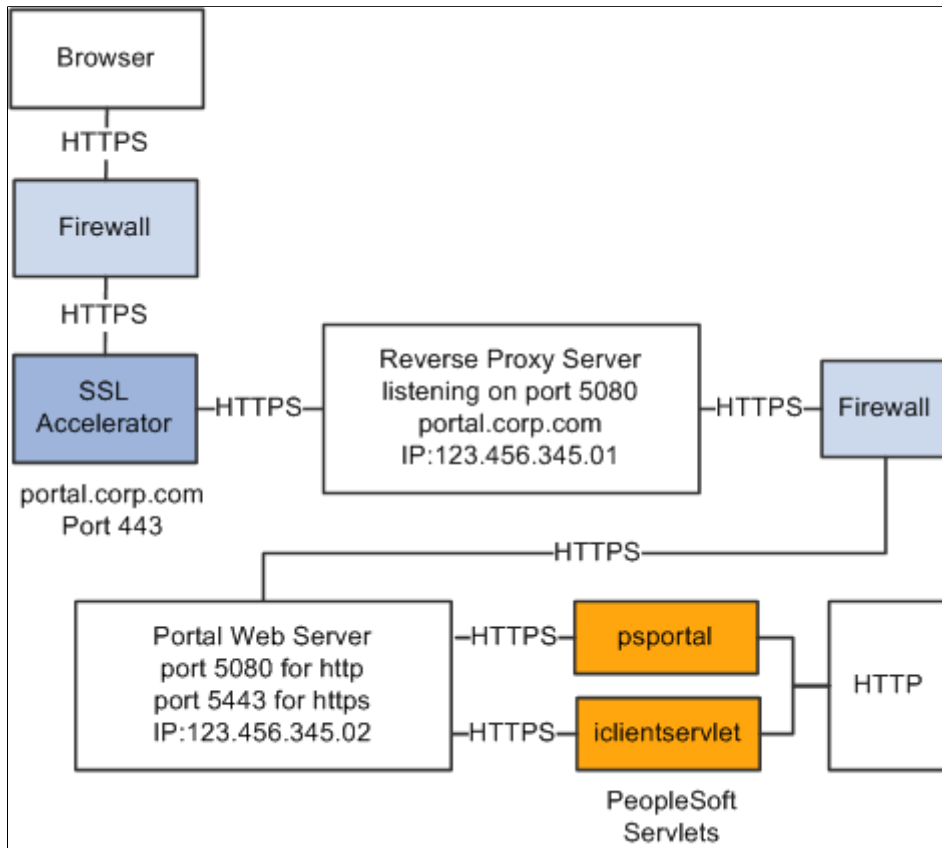 Browser
HTTPS
Firewall
HTTPS
SSL
Accelerator
portal.corp.com
Port 443
HTTPS
Reverse Proxy Server
listening on port 5080
portal.corp.com
IP:123.456.345.01
HTTPS
Firewall
HTTPS
Portal Web Server
port 5080 for http
port 5443 for https
IP:123.456.345.02
HTTPS
psportal
HTTPS
iclientservlet
PeopleSoft
Servlets
HTTP